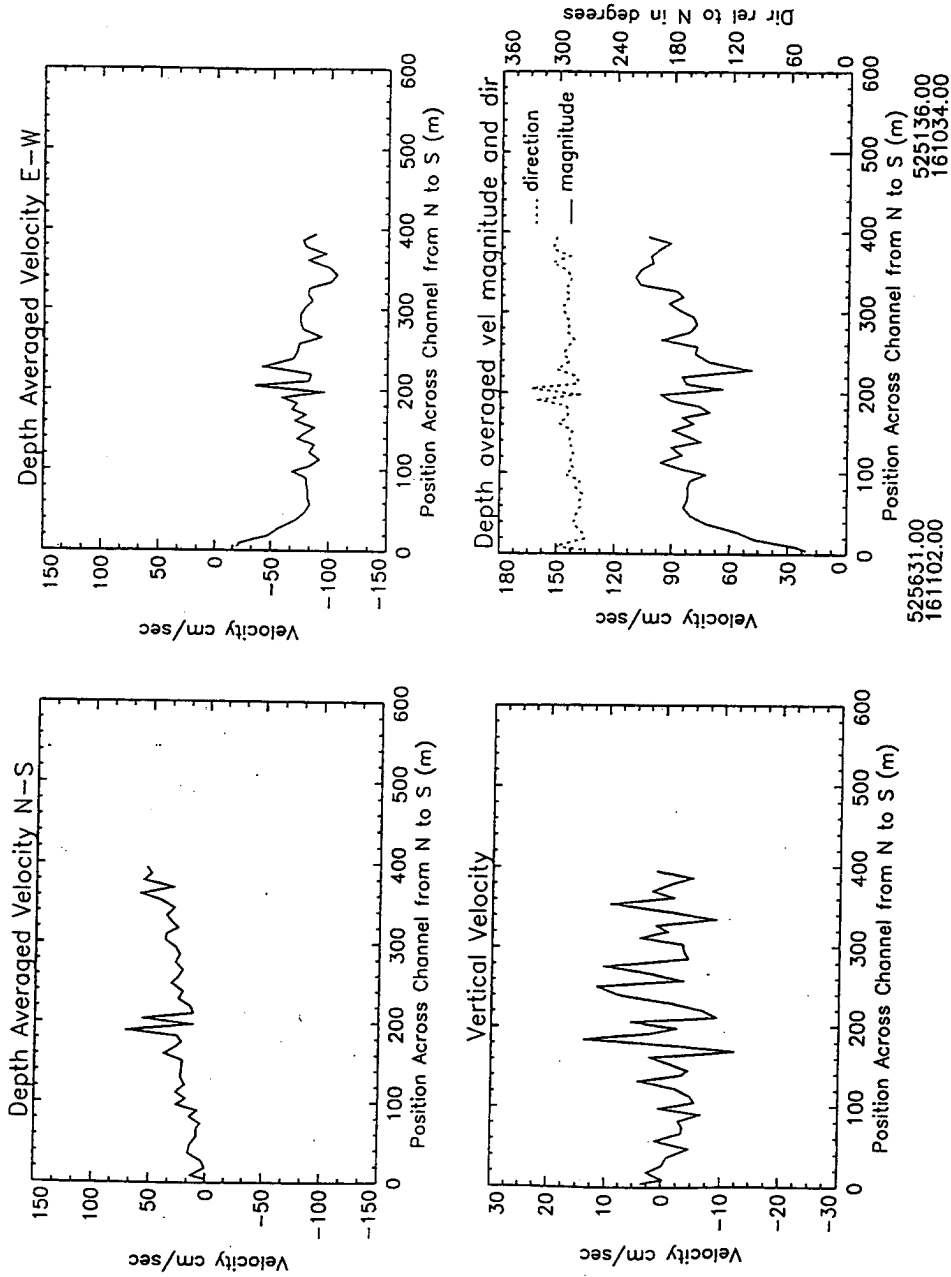 Depth Averaged Velocity N-S
150
100
50
0
-50
-100
-150
Velocity cm/sec
0 100 200 300 400 500 600
Position Across Channel from N to S (m)
Depth Averaged Velocity E-W
150
100
50
0
-50
-100
-150
Velocity cm/sec
0 100 200 300 400 500 600
Position Across Channel from N to S (m)
Vertical Velocity
30
20
10
0
-10
-20
-30
Velocity cm/sec
0 100 200 300 400 500 600
Position Across Channel from N to S (m)
Depth averaged vel magnitude and dir
direction
magnitude
180
150
120
90
60
30
0
Velocity cm/sec
360
300
240
180
120
60
0
Dir rel to N in degrees
0 100 200 300 400 500 600
Position Across Channel from N to S (m)
525631.00 525136.00
161102.00 161034.00